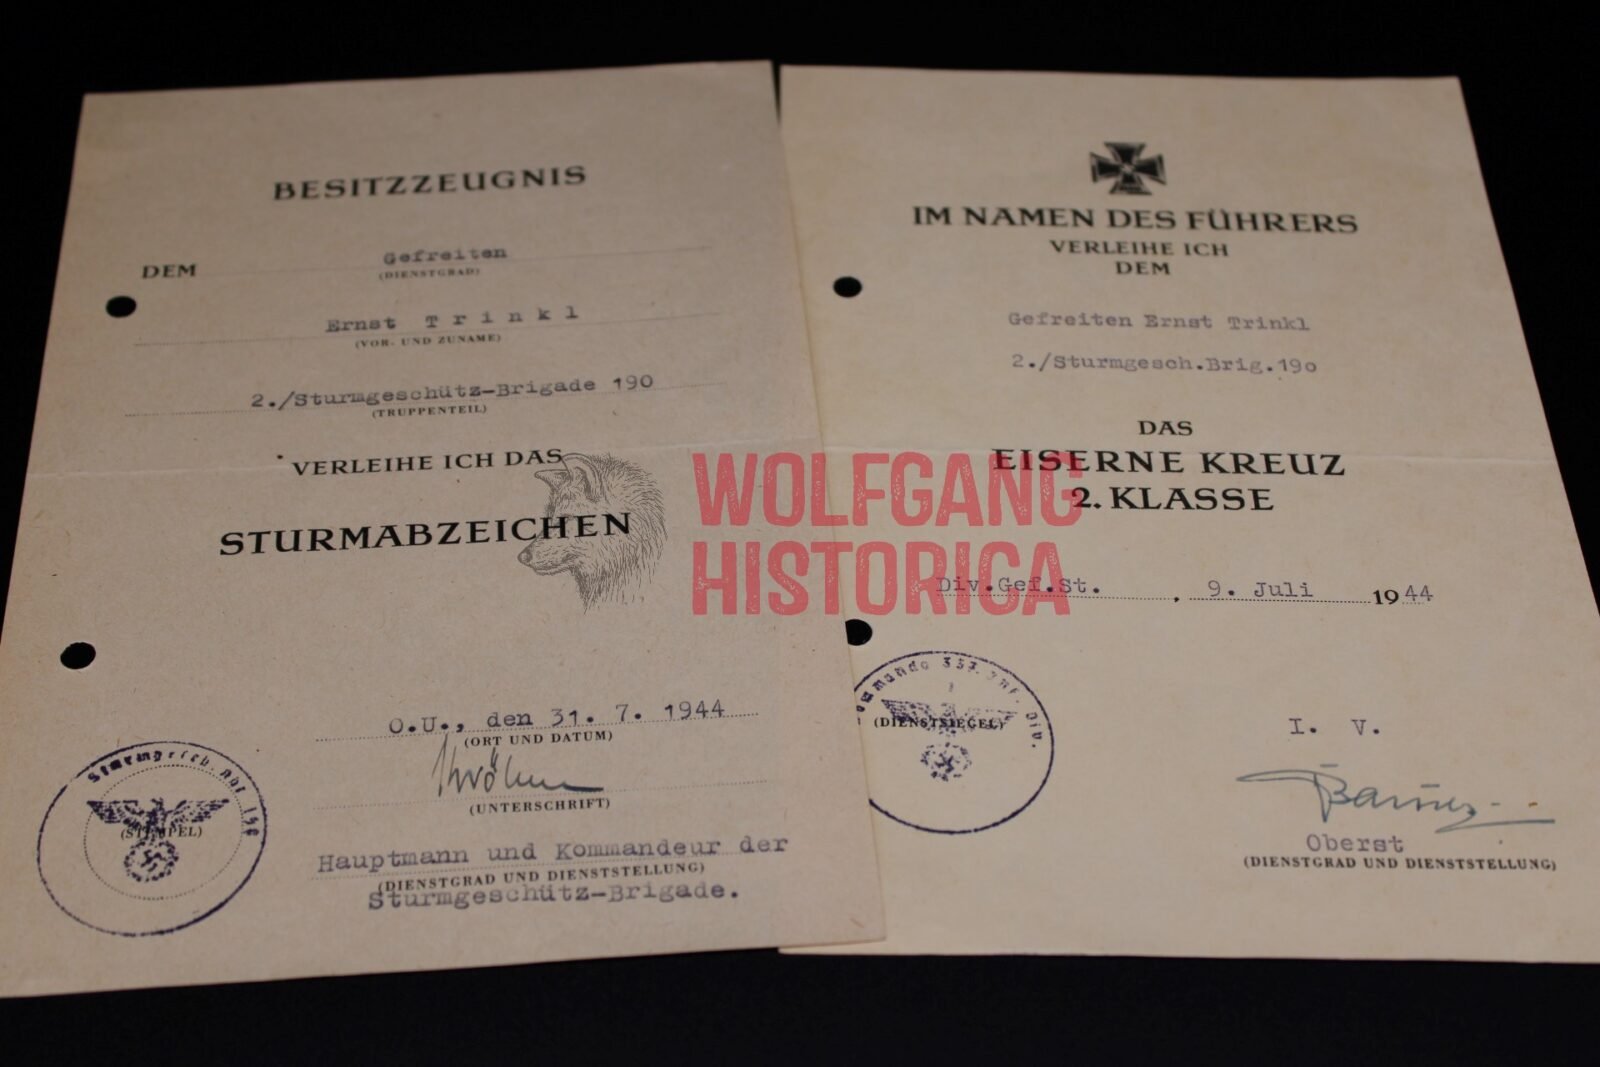 BESITZZEUGNIS
DEM Gefreiten
(DIENSTGRAD)
Ernst Trinkl
(VOR- UND ZUNAME)
2./Sturmgeschütz-Brigade 190
(TRUPPENTEIL)
VERLEIHE ICH DAS
STURMABZEICHEN
O.U., den 31. 7. 1944
(ORT UND DATUM)
(UNTERSCHRIFT)
Hauptmann und Kommandeur der
(DIENSTGRAD UND DIENSTSTELLUNG)
Sturmgeschütz-Brigade.
(STEMPEL)
IM NAMEN DES FÜHRERS
VERLEIHE ICH
DEM
Gefreiten Ernst Trinkl
2./Sturmgesch.Brig.19o
DAS
EISERNE KREUZ
2. KLASSE
Div.Gef.St. , 9. Juli 1944
(DIENSTSIEGEL)
I. V.
Oberst
(DIENSTGRAD UND DIENSTSTELLUNG)
WOLFGANG
HISTORICA